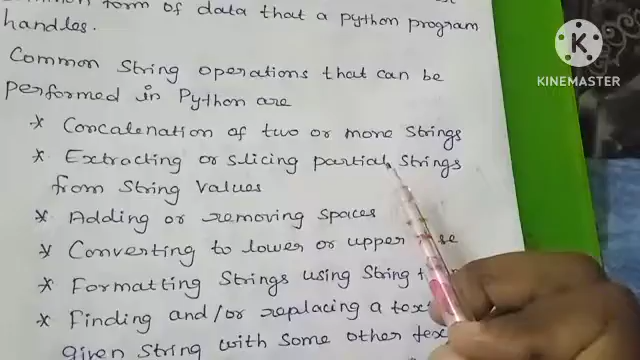 form of data that a python program
handles.
Common String operations that can be
performed in Python are
* Concatenation of two or more Strings
* Extracting or slicing partial Strings
from String values
* Adding or removing spaces
* Converting to lower or upper
* Formatting Strings using String
* Finding and/or replacing a text
given String with some other text
KINEMASTER